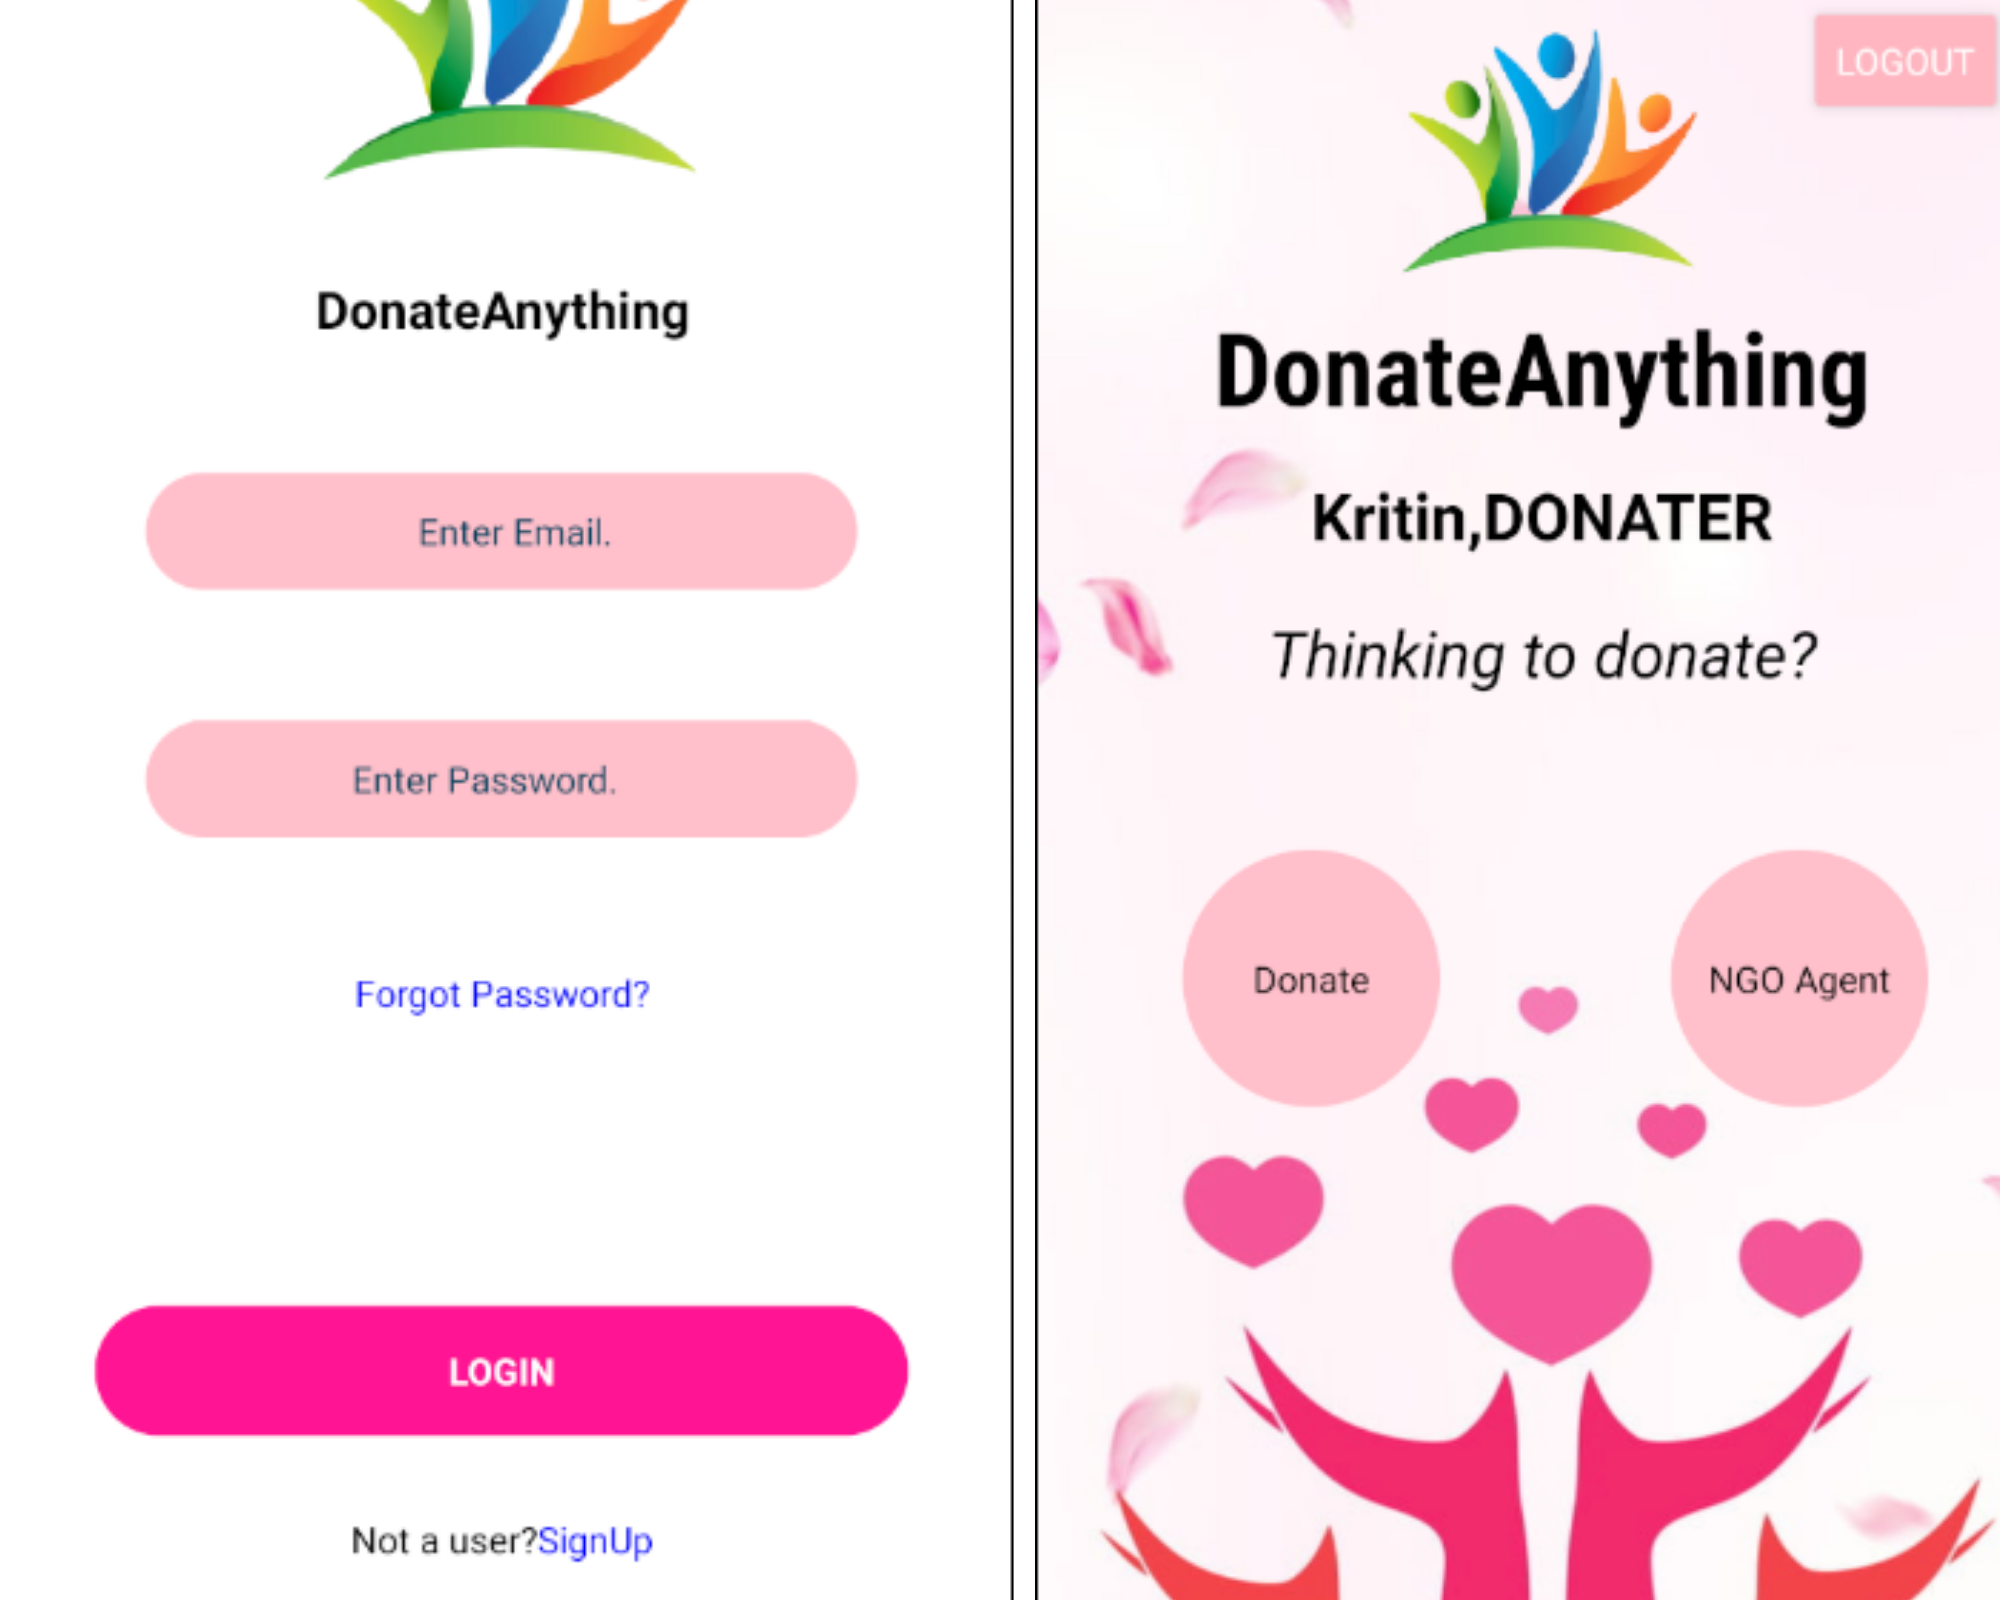 DonateAnything
Enter Email.
Enter Password.
Forgot Password?
LOGIN
Not a user?SignUp
LOGOUT
DonateAnything
Kritin,DONATER
Thinking to donate?
Donate
NGO Agent